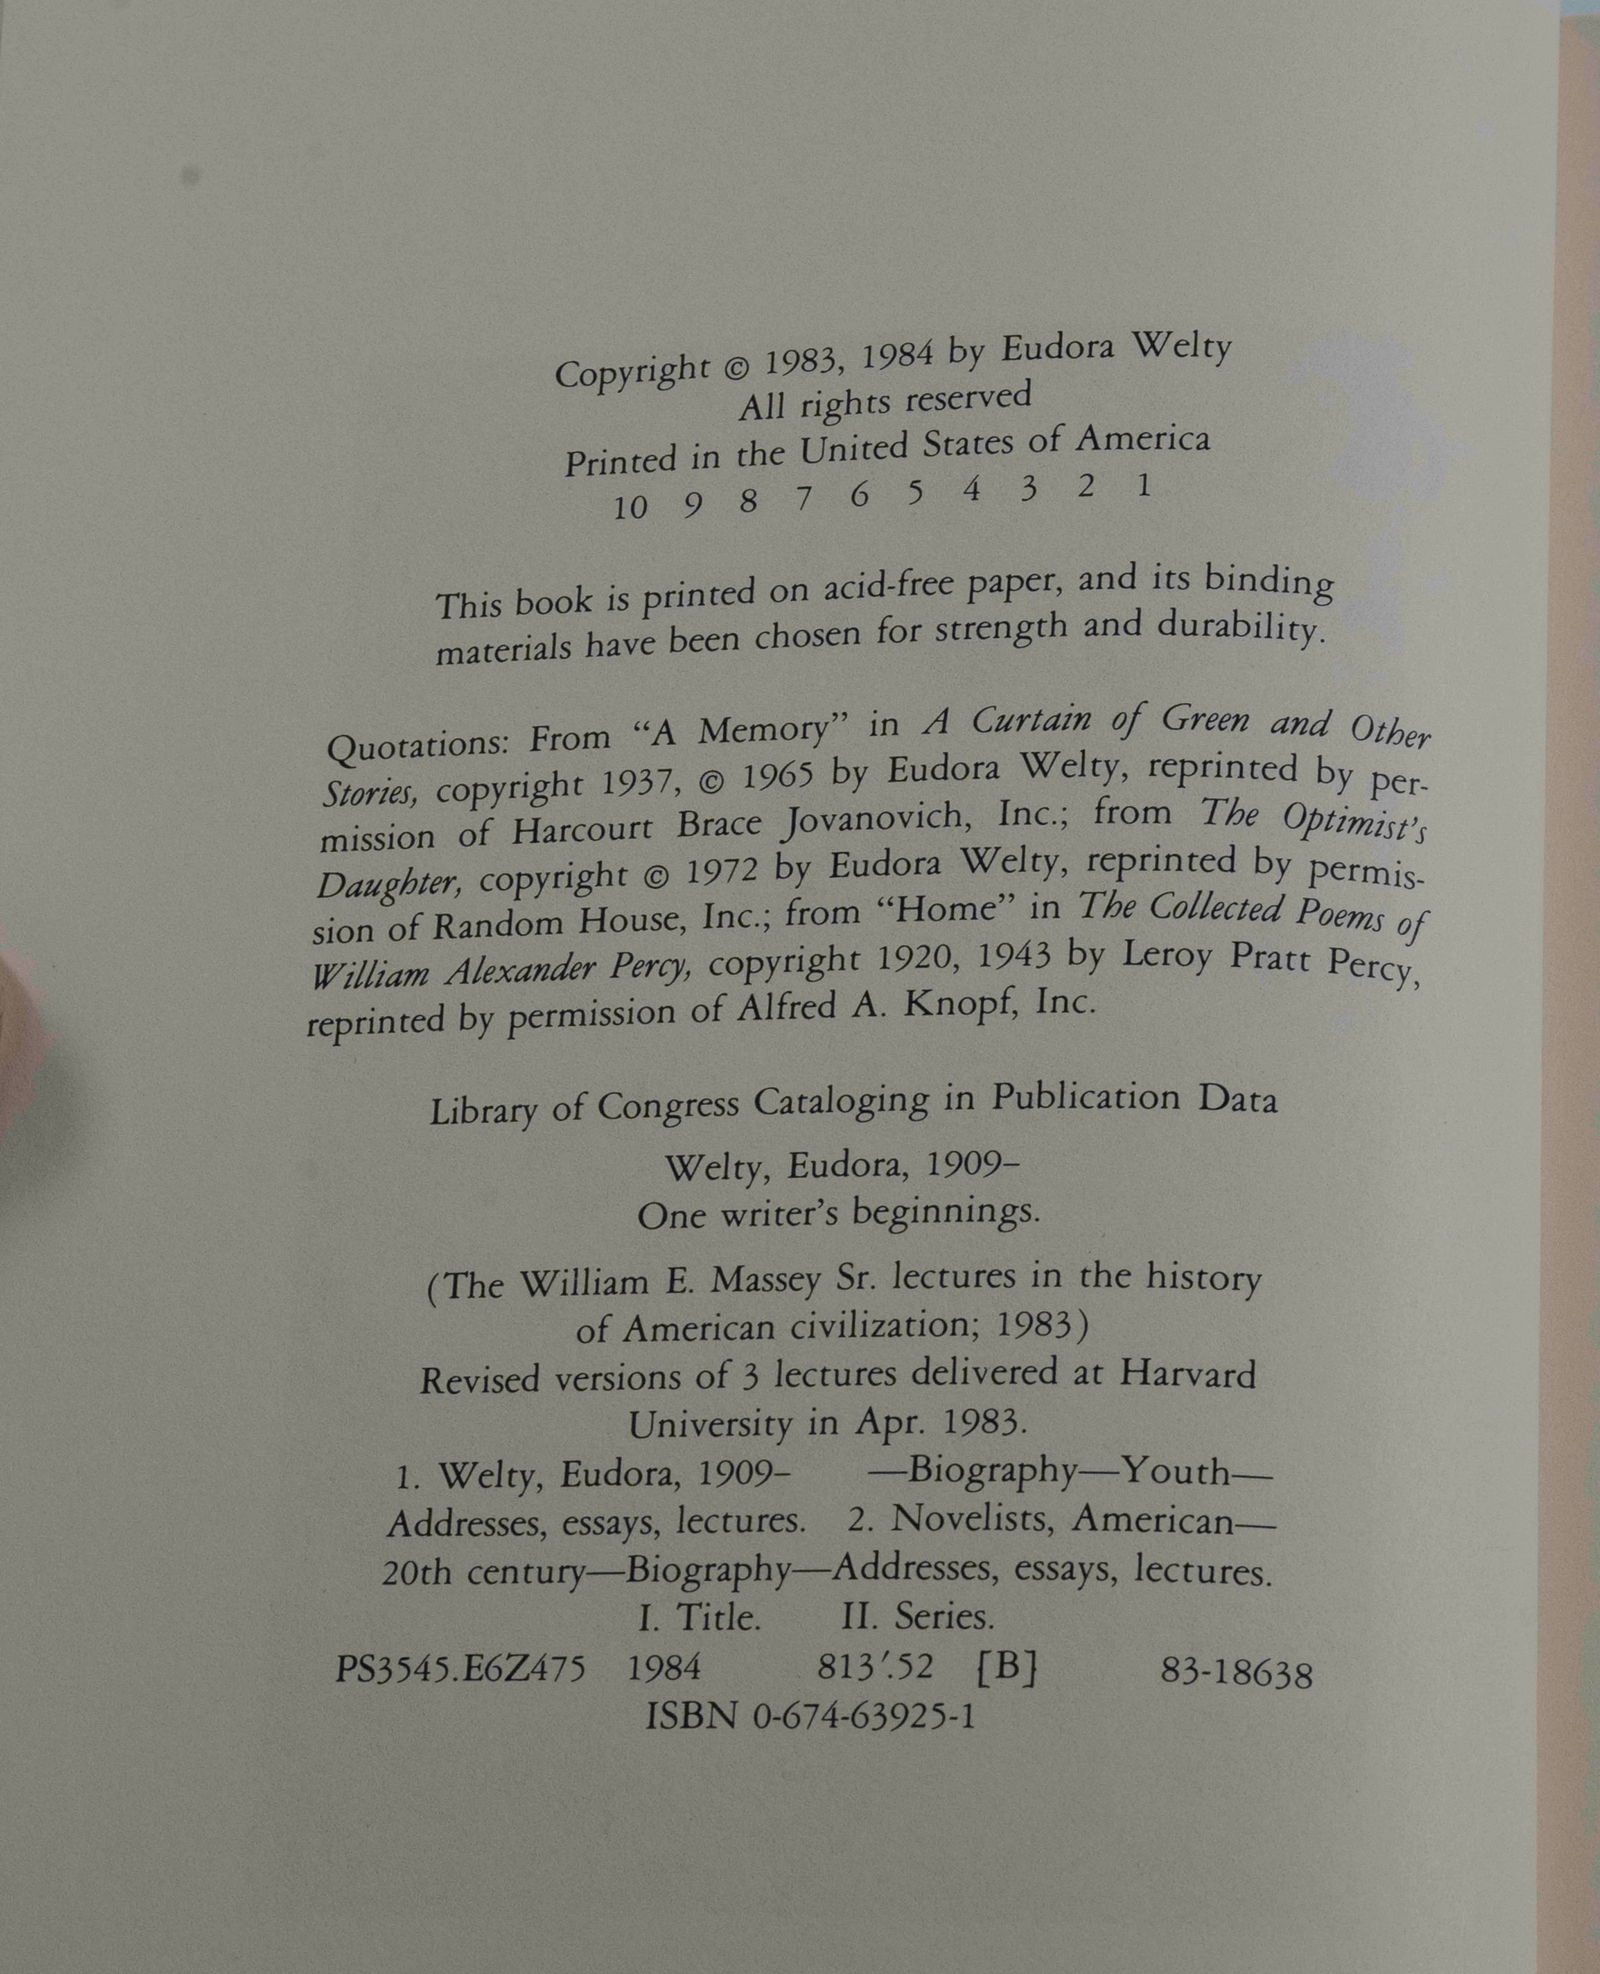 Copyright © 1983, 1984 by Eudora Welty
All rights reserved
Printed in the United States of America
10 9 8 7 6 5 4 3 2 1
This book is printed on acid-free paper, and its binding
materials have been chosen for strength and durability.
Quotations: From “A Memory” in A Curtain of Green and Other
Stories, copyright 1937, © 1965 by Eudora Welty, reprinted by per-
mission of Harcourt Brace Jovanovich, Inc.; from The Optimist’s
Daughter, copyright © 1972 by Eudora Welty, reprinted by permis-
sion of Random House, Inc.; from “Home” in The Collected Poems of
William Alexander Percy, copyright 1920, 1943 by Leroy Pratt Percy,
reprinted by permission of Alfred A. Knopf, Inc.
Library of Congress Cataloging in Publication Data
Welty, Eudora, 1909–
One writer’s beginnings.
(The William E. Massey Sr. lectures in the history
of American civilization; 1983)
Revised versions of 3 lectures delivered at Harvard
University in Apr. 1983.
1. Welty, Eudora, 1909– —Biography—Youth—
Addresses, essays, lectures. 2. Novelists, American—
20th century—Biography—Addresses, essays, lectures.
I. Title. II. Series.
PS3545.E6Z475 1984 813′.52 [B] 83-18638
ISBN 0-674-63925-1